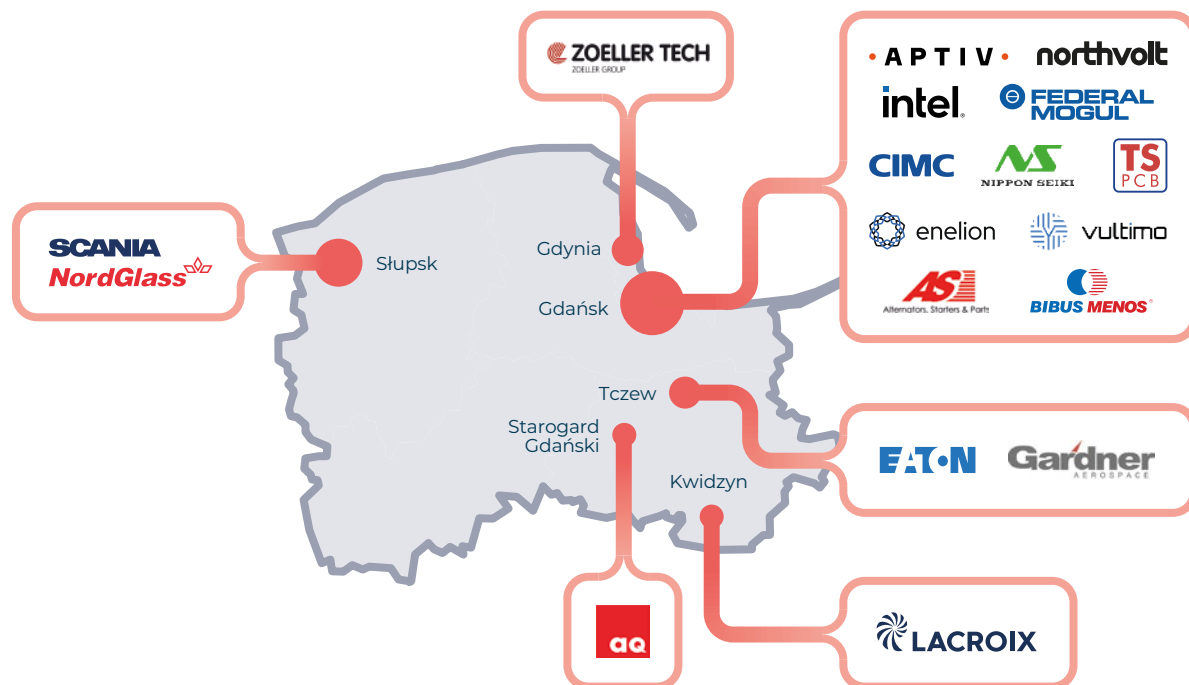 ZOELLER TECH
ZOELLER GROUP
• A P T I V •
northvolt
intel®
FEDERAL
MOGUL
CIMC
NS
NIPPON SEIKI
TS
PCB
enelion
vultimo
AS
Alternators, Starters & Parts
BIBUS MENOS®
SCANIA
NordGlass
Słupsk
Gdynia
Gdańsk
Tczew
Starogard
Gdański
Kwidzyn
EATON
Gardner
AEROSPACE
aq
LACROIX